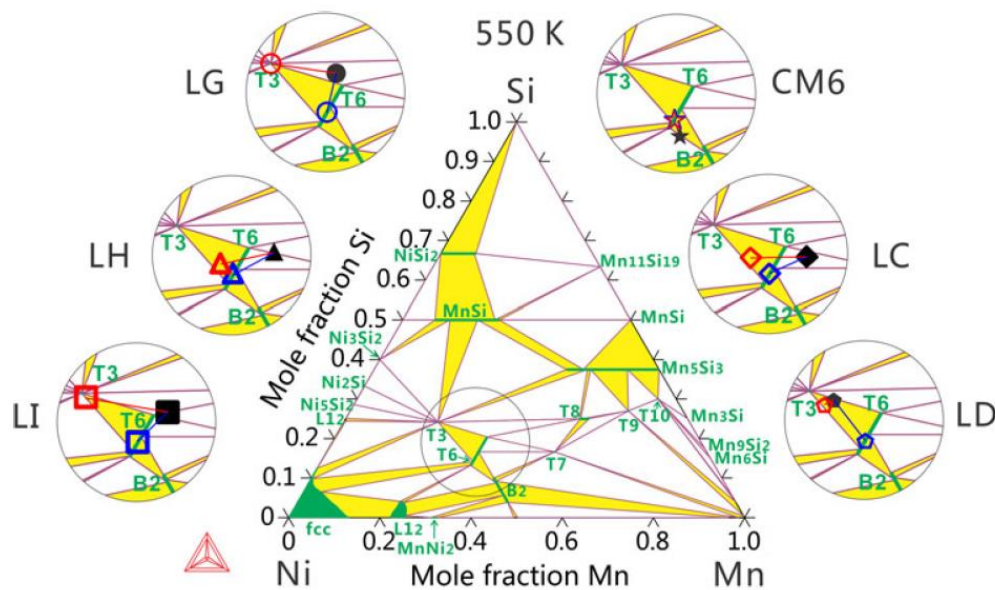 550 K
LG
T3
T6
B2
CM6
T3
T6
B2
Si
1.0
0.9
0.8
0.7
0.6
0.5
0.4
0.3
0.2
0.1
0
Mole fraction Si
LH
T3
T6
B2
LC
T3
T6
B2
LI
T3
T6
B2
LD
T3
T6
B2
NiSi2
Mn11Si19
MnSi
MnSi
Ni3Si2
Mn5Si3
Ni2Si
Ni5Si2
L12
T3
T6
T8
T9
T10
Mn3Si
T7
Mn9Si2
Mn6Si
B2
fcc
L12
MnNi2
0
0.2
0.4
0.6
0.8
1.0
Ni
Mole fraction Mn
Mn